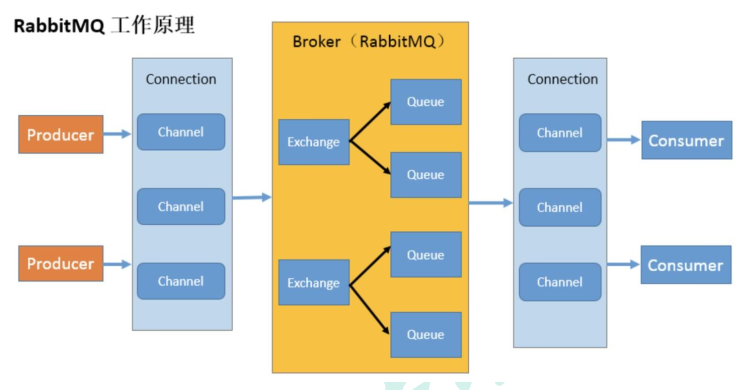 RabbitMQ 工作原理
Broker（RabbitMQ）
Connection
Connection
Producer
Producer
Channel
Channel
Channel
Exchange
Queue
Queue
Exchange
Queue
Queue
Channel
Channel
Channel
Consumer
Consumer